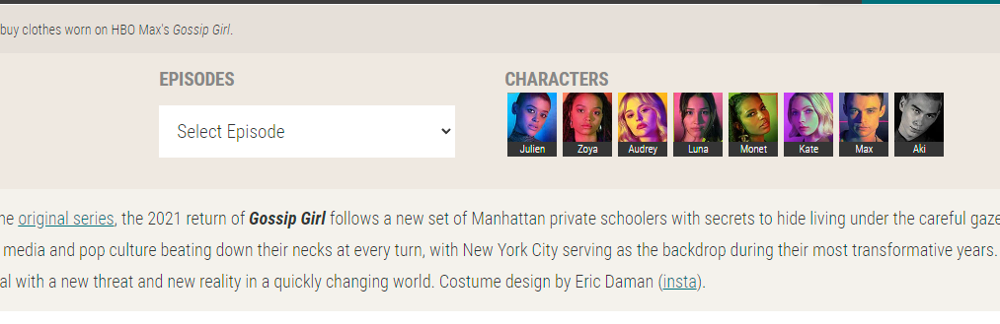 buy clothes worn on HBO Max's Gossip Girl.
EPISODES
Select Episode
CHARACTERS
Julien Zoya Audrey Luna Monet Kate Max Aki
original series, the 2021 return of Gossip Girl follows a new set of Manhattan private schoolers with secrets to hide living under the careful gaze
media and pop culture beating down their necks at every turn, with New York City serving as the backdrop during their most transformative years.
with a new threat and new reality in a quickly changing world. Costume design by Eric Daman (insta).